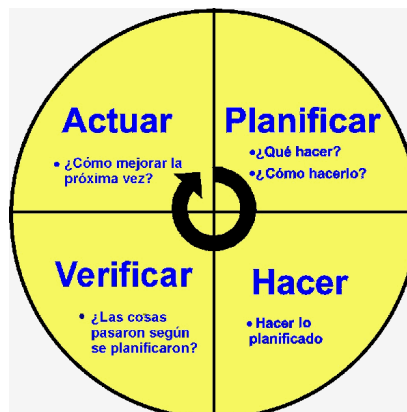 Actuar
• ¿Cómo mejorar la
próxima vez?
Planificar
•¿Qué hacer?
•¿Cómo hacerlo?
Verificar
• ¿Las cosas
pasaron según
se planificaron?
Hacer
• Hacer lo
planificado